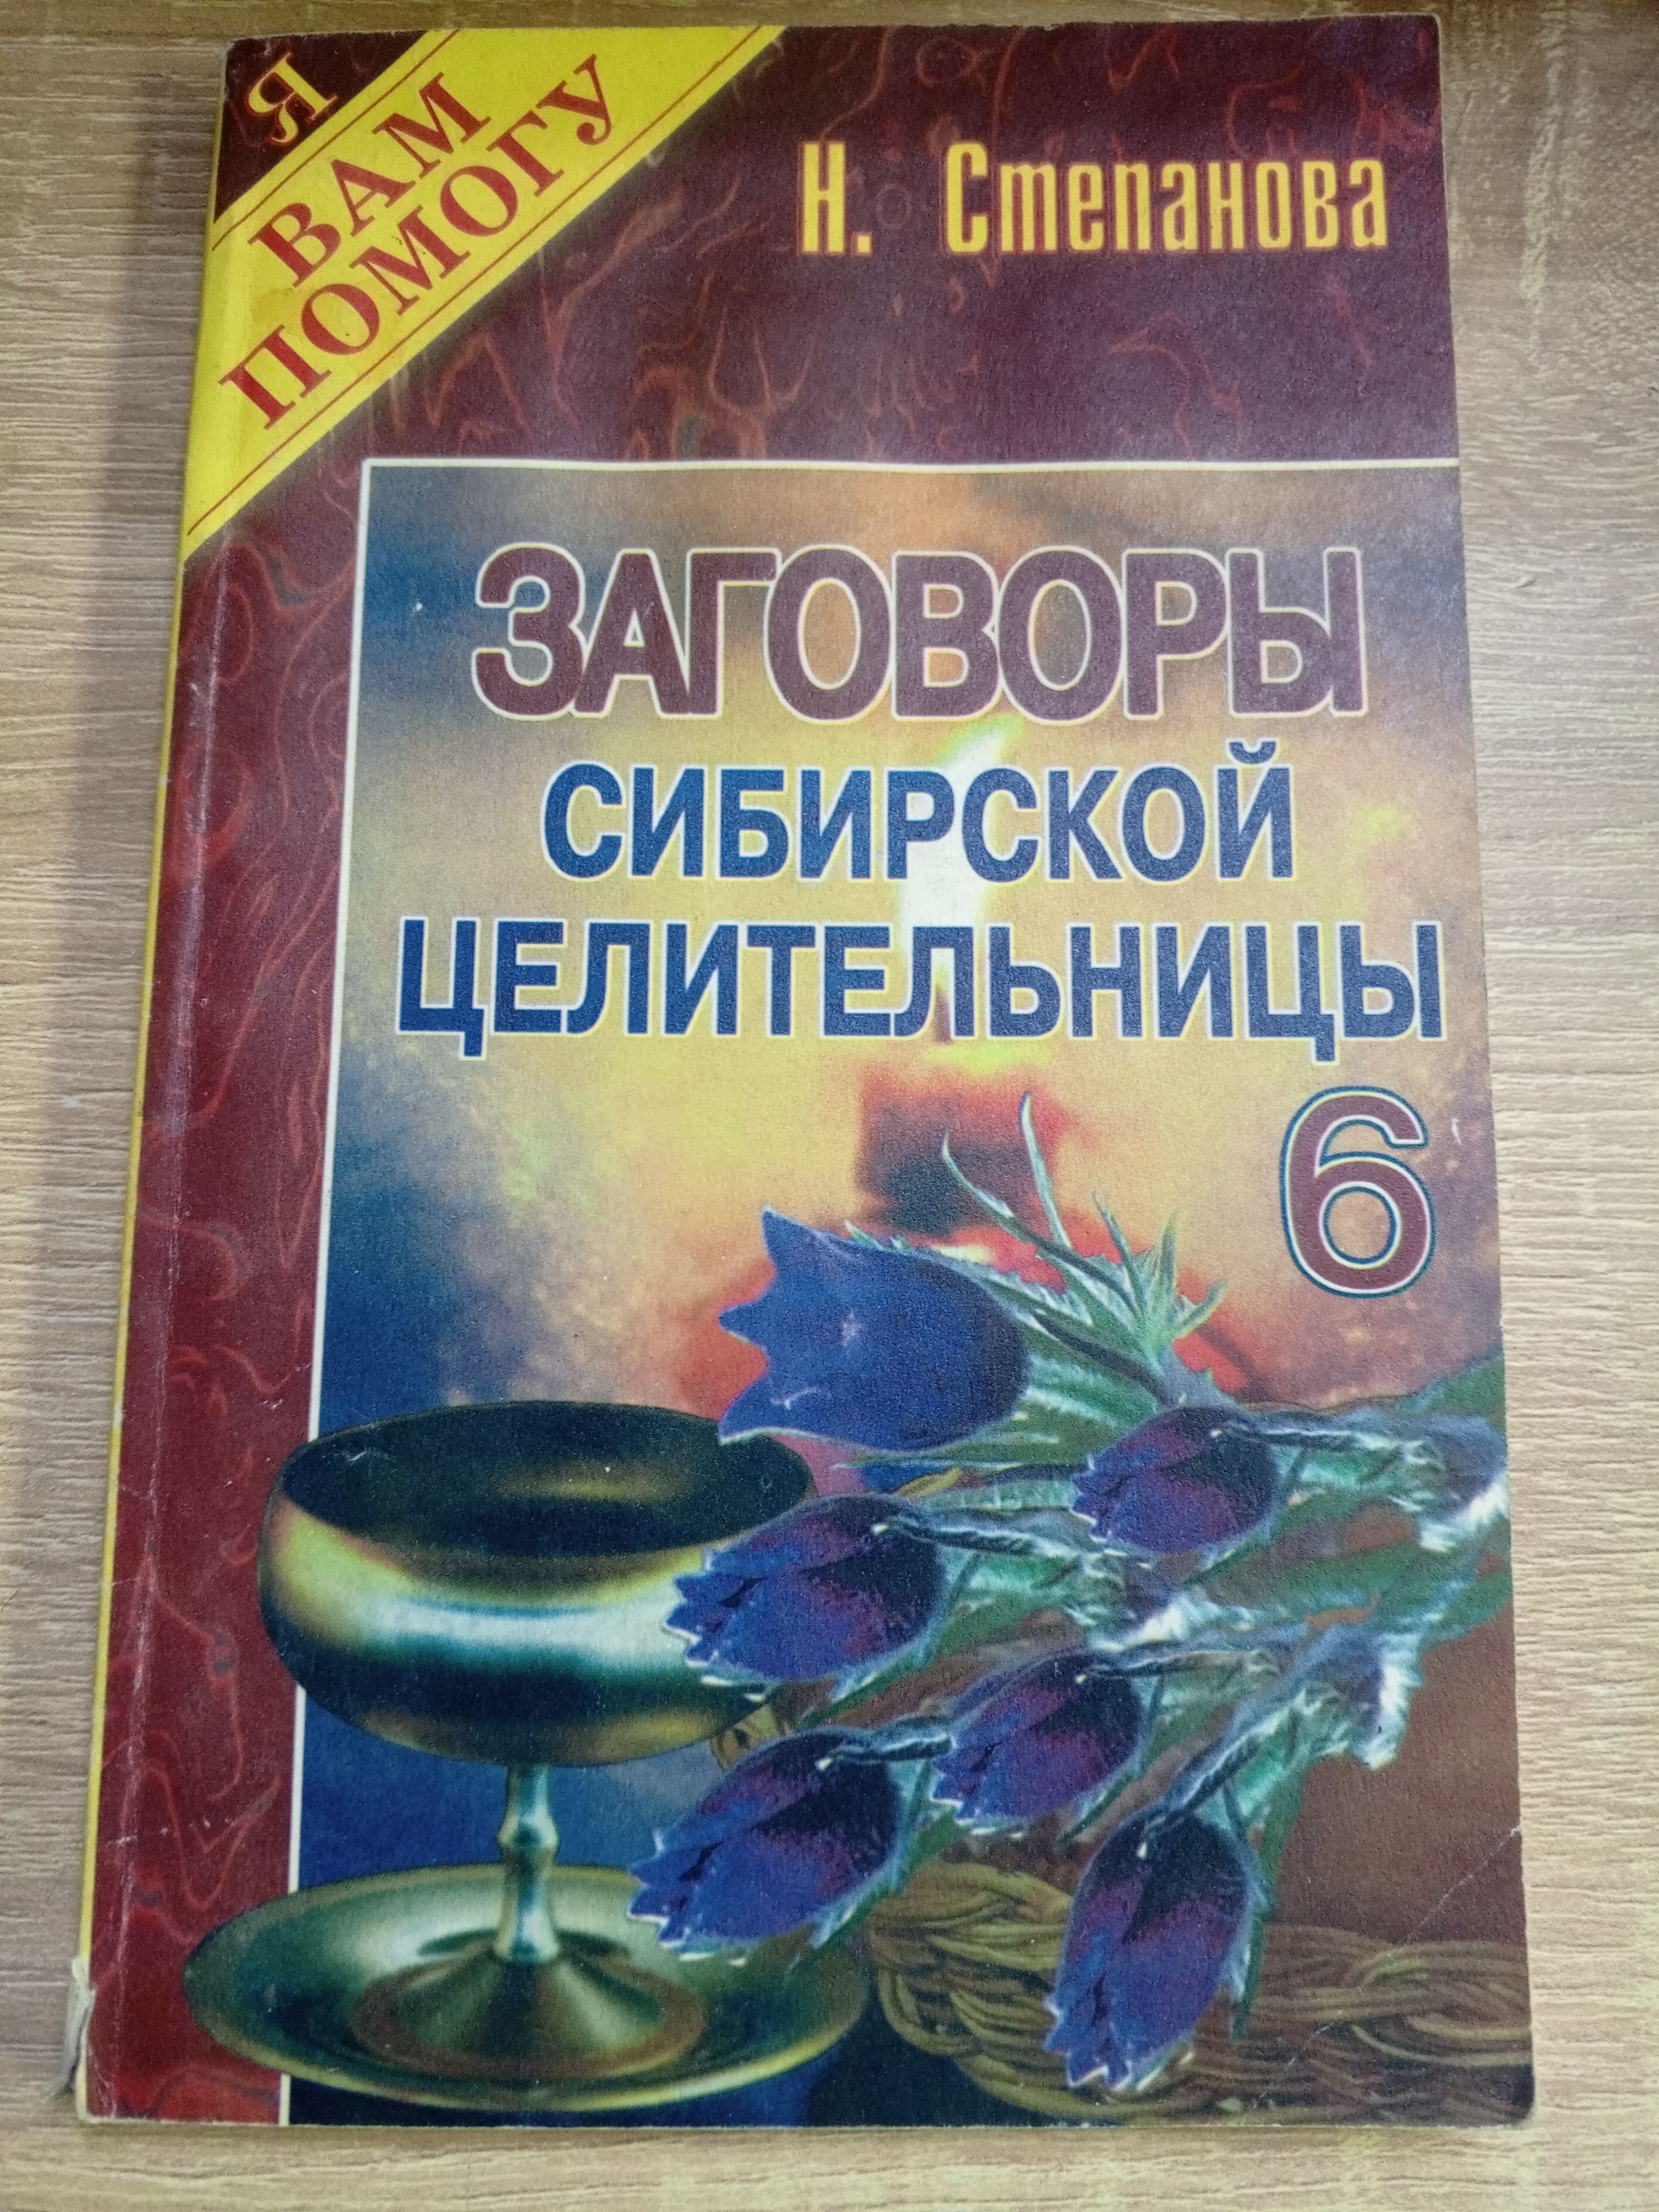 Я
ВАМ
ПОМОГУ
Н. Степанова
ЗАГОВОРЫ
СИБИРСКОЙ
ЦЕЛИТЕЛЬНИЦЫ
6